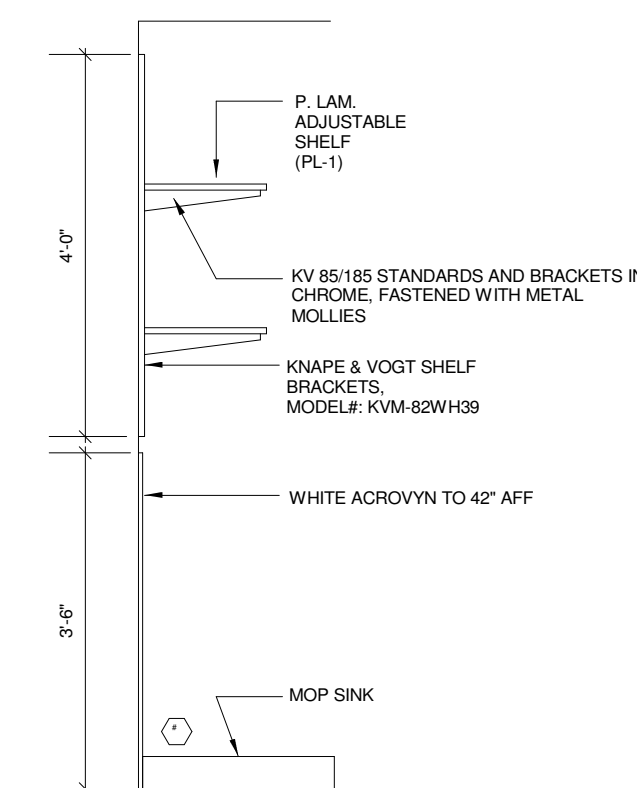 P. LAM.
ADJUSTABLE
SHELF
(PL-1)
4'-0"
KV 85/185 STANDARDS AND BRACKETS IN
CHROME, FASTENED WITH METAL
MOLLIES
KNAPE & VOGT SHELF
BRACKETS,
MODEL#: KVM-82WH39
WHITE ACROVYN TO 42" AFF
3'-6"
MOP SINK
#